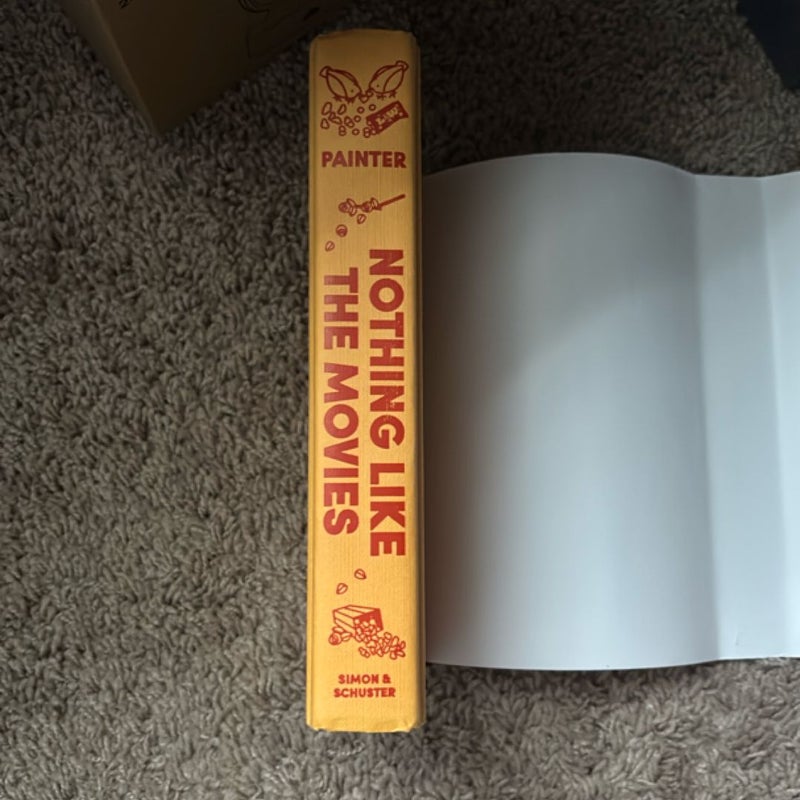 PAINTER
NOTHING LIKE
THE MOVIES
SIMON &
SCHUSTER